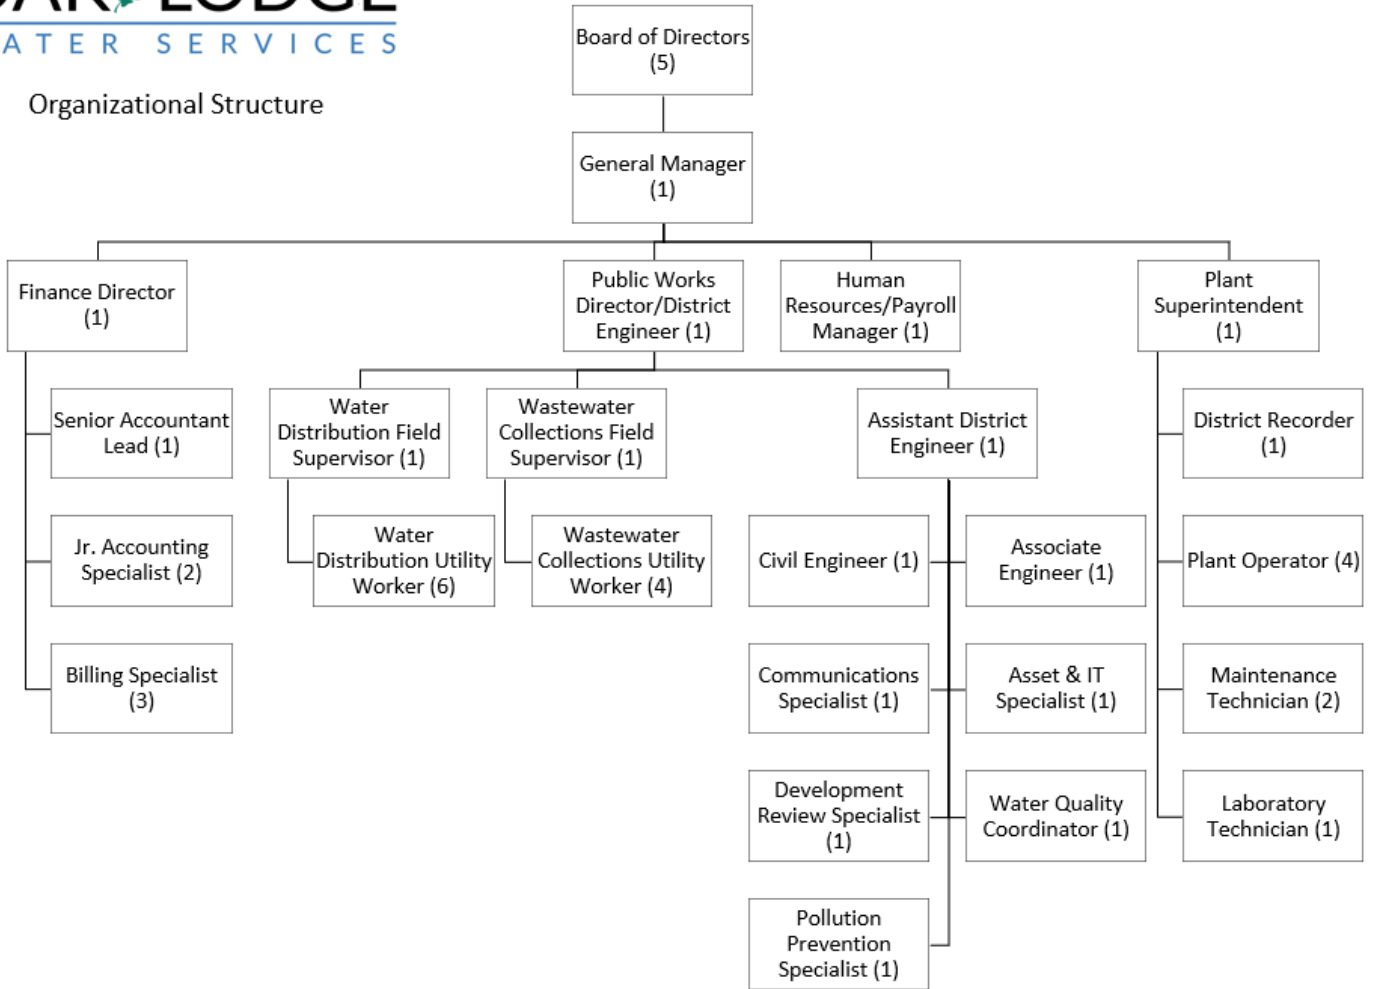 LODGE
WATER SERVICES
Organizational Structure
Board of Directors
(5)
General Manager
(1)
Finance Director
(1)
Public Works
Director/District
Engineer (1)
Human
Resources/Payroll
Manager (1)
Plant
Superintendent
(1)
Senior Accountant
Lead (1)
Jr. Accounting
Specialist (2)
Billing Specialist
(3)
Water
Distribution Field
Supervisor (1)
Water
Distribution Utility
Worker (6)
Wastewater
Collections Field
Supervisor (1)
Wastewater
Collections Utility
Worker (4)
Assistant District
Engineer (1)
Civil Engineer (1)
Associate
Engineer (1)
Communications
Specialist (1)
Asset & IT
Specialist (1)
Development
Review Specialist
(1)
Water Quality
Coordinator (1)
Pollution
Prevention
Specialist (1)
District Recorder
(1)
Plant Operator (4)
Maintenance
Technician (2)
Laboratory
Technician (1)